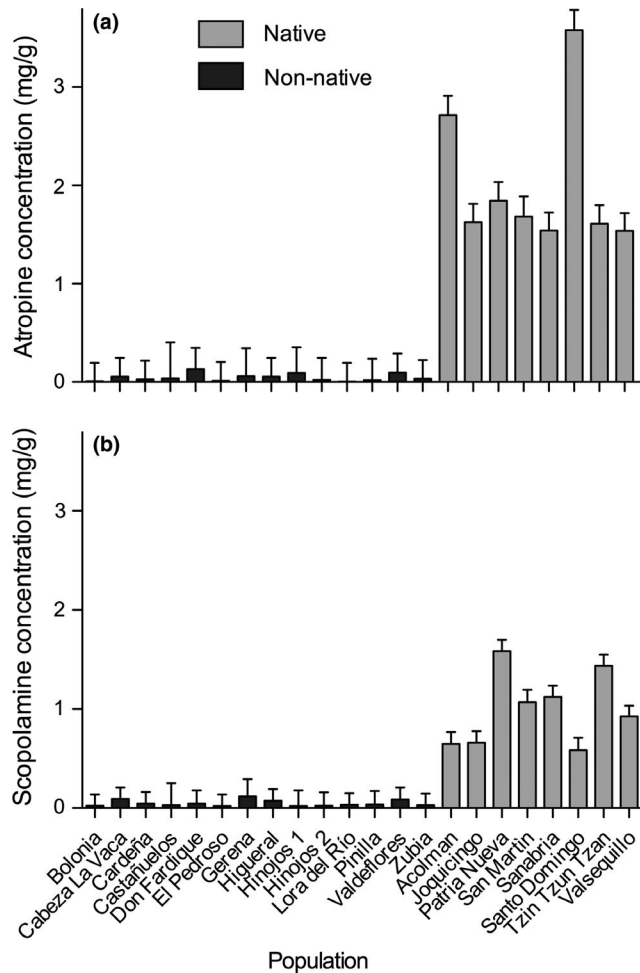 (a)
Native
Non-native
Atropine concentration (mg/g)
3
2
1
0
(b)
Scopolamine concentration (mg/g)
3
2
1
0
Bolonia
Cabeza La Vaca
Cardeña
Castañuelos
Don Fardique
El Pedroso
Gerena
Higueral
Hinojos 1
Hinojos 2
Lora del Río
Pinilla
Valdeflores
Zubia
Acolman
Joquicingo
Patria Nueva
San Martìn
Sanabria
Santo Domingo
Tzin Tzun Tzan
Valsequillo
Population